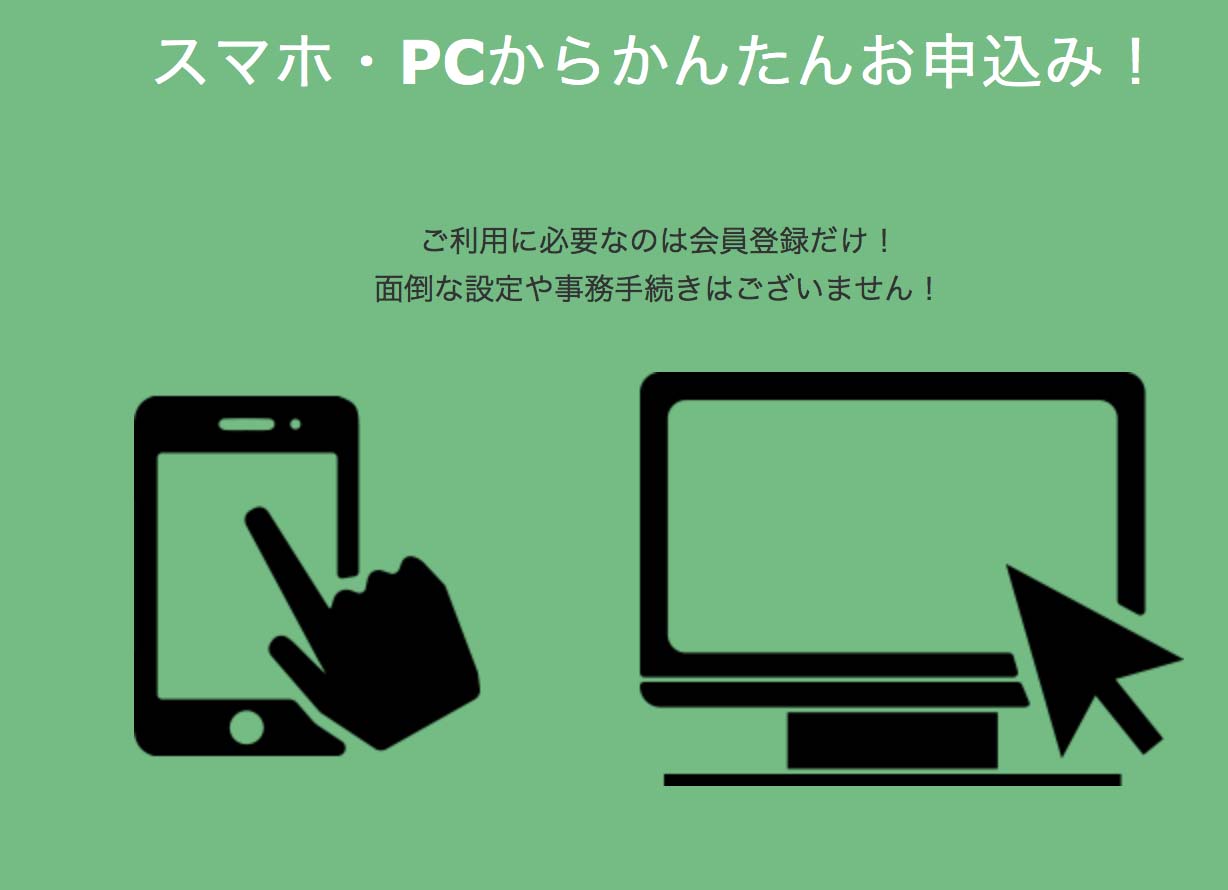 スマホ・PCからかんたんお申込み！
ご利用に必要なのは会員登録だけ！
面倒な設定や事務手続きはございません！